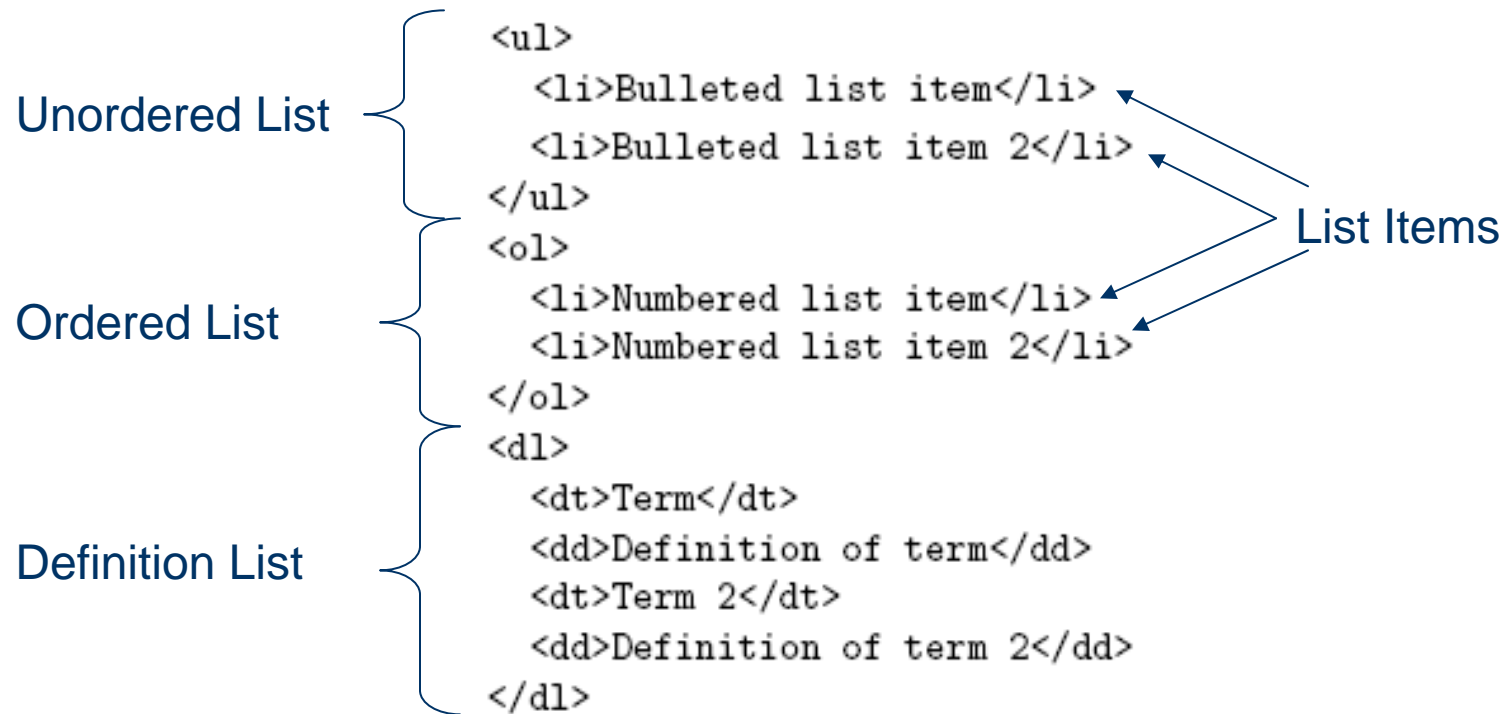 <ul>
<li>Bulleted list item</li>
Unordered List
<li>Bulleted list item 2</li>
</ul>
List Items
<ol>
<li>Numbered list item</li>
Ordered List
<li>Numbered list item 2</li>
</ol>
<dl>
<dt>Term</dt>
<dd>Definition of term</dd>
Definition List
<dt>Term 2</dt>
<dd>Definition of term 2</dd>
</dl>